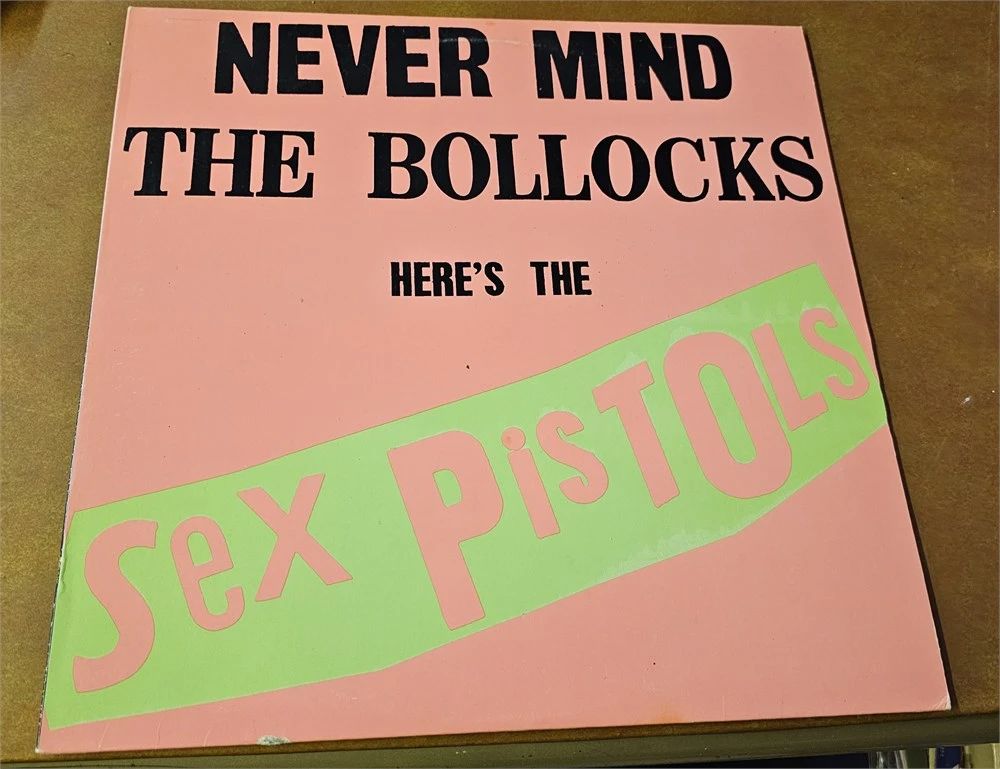 NEVER MIND
THE BOLLOCKS
HERE'S THE
Sex PisTOLs